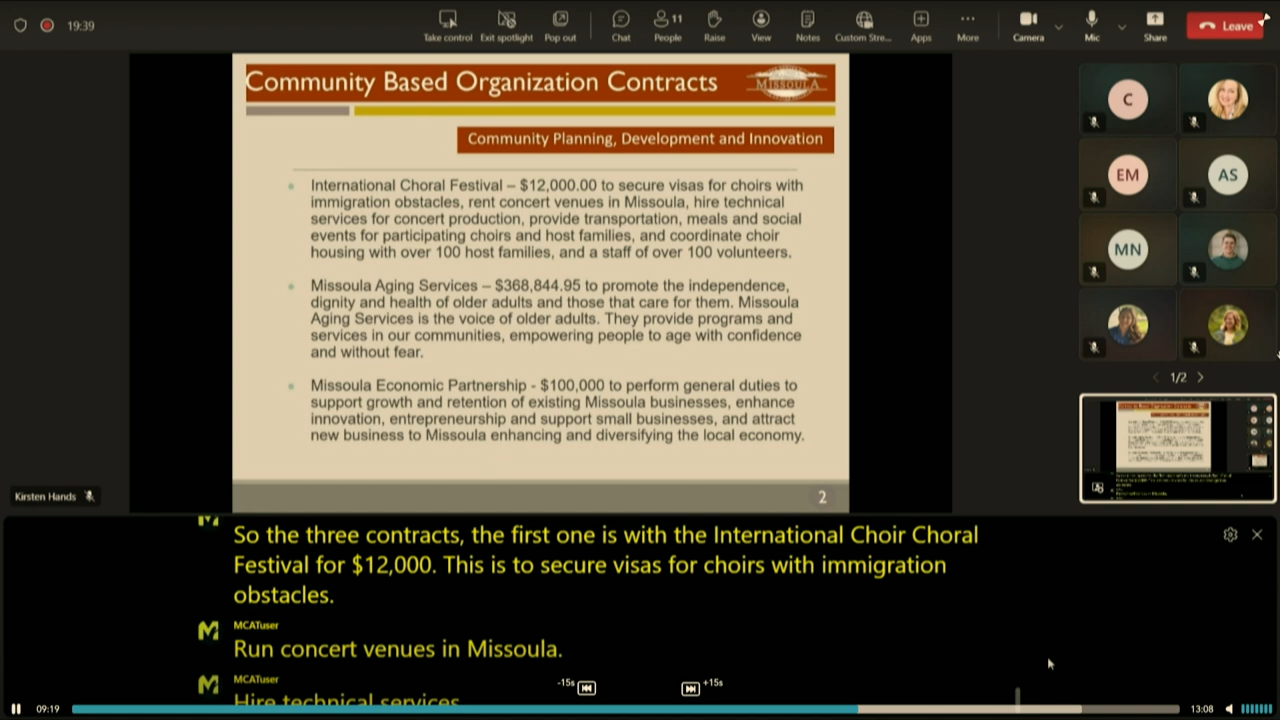 19:39
Take control
Exit spotlight
Pop out
Chat
11
People
Raise
View
Notes
Custom Stre...
Apps
More
Camera
Mic
Share
Leave
Community Based Organization Contracts
MISSOULA
Community Planning, Development and Innovation
International Choral Festival – $12,000.00 to secure visas for choirs with
immigration obstacles, rent concert venues in Missoula, hire technical
services for concert production, provide transportation, meals and social
events for participating choirs and host families, and coordinate choir
housing with over 100 host families, and a staff of over 100 volunteers.
Missoula Aging Services – $368,844.95 to promote the independence,
dignity and health of older adults and those that care for them. Missoula
Aging Services is the voice of older adults. They provide programs and
services in our communities, empowering people to age with confidence
and without fear.
Missoula Economic Partnership - $100,000 to perform general duties to
support growth and retention of existing Missoula businesses, enhance
innovation, entrepreneurship and support small businesses, and attract
new business to Missoula enhancing and diversifying the local economy.
2
C
EM
AS
MN
1/2
Kirsten Hands
So the three contracts, the first one is with the International Choir Choral
Festival for $12,000. This is to secure visas for choirs with immigration
obstacles.
MCATuser
Run concert venues in Missoula.
MCATuser
Hire technical services
-15s
+15s
09:19
13:08